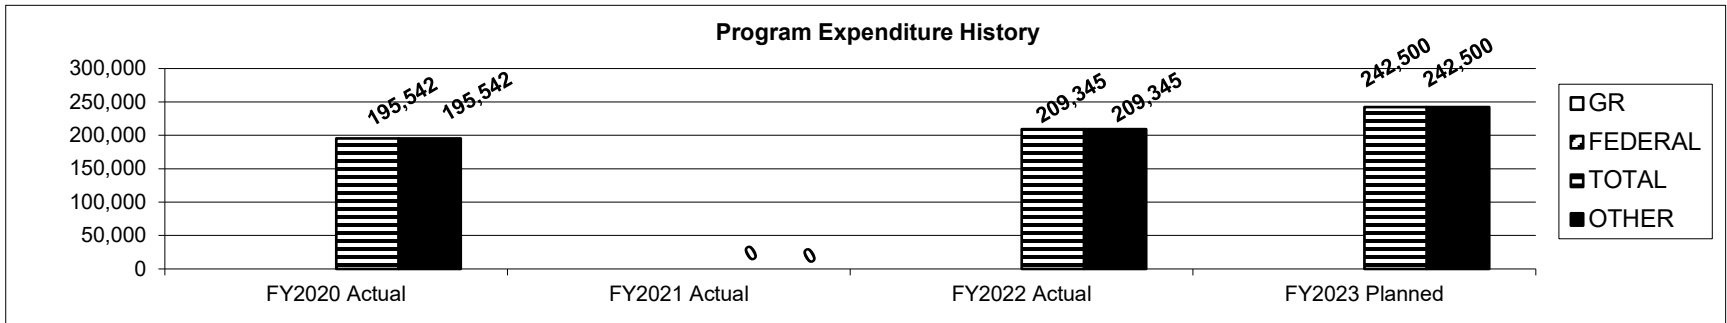 Program Expenditure History
300,000
250,000
200,000
150,000
100,000
50,000
0
195,542
195,542
0
0
209,345
209,345
242,500
242,500
FY2020 Actual
FY2021 Actual
FY2022 Actual
FY2023 Planned
GR
FEDERAL
TOTAL
OTHER